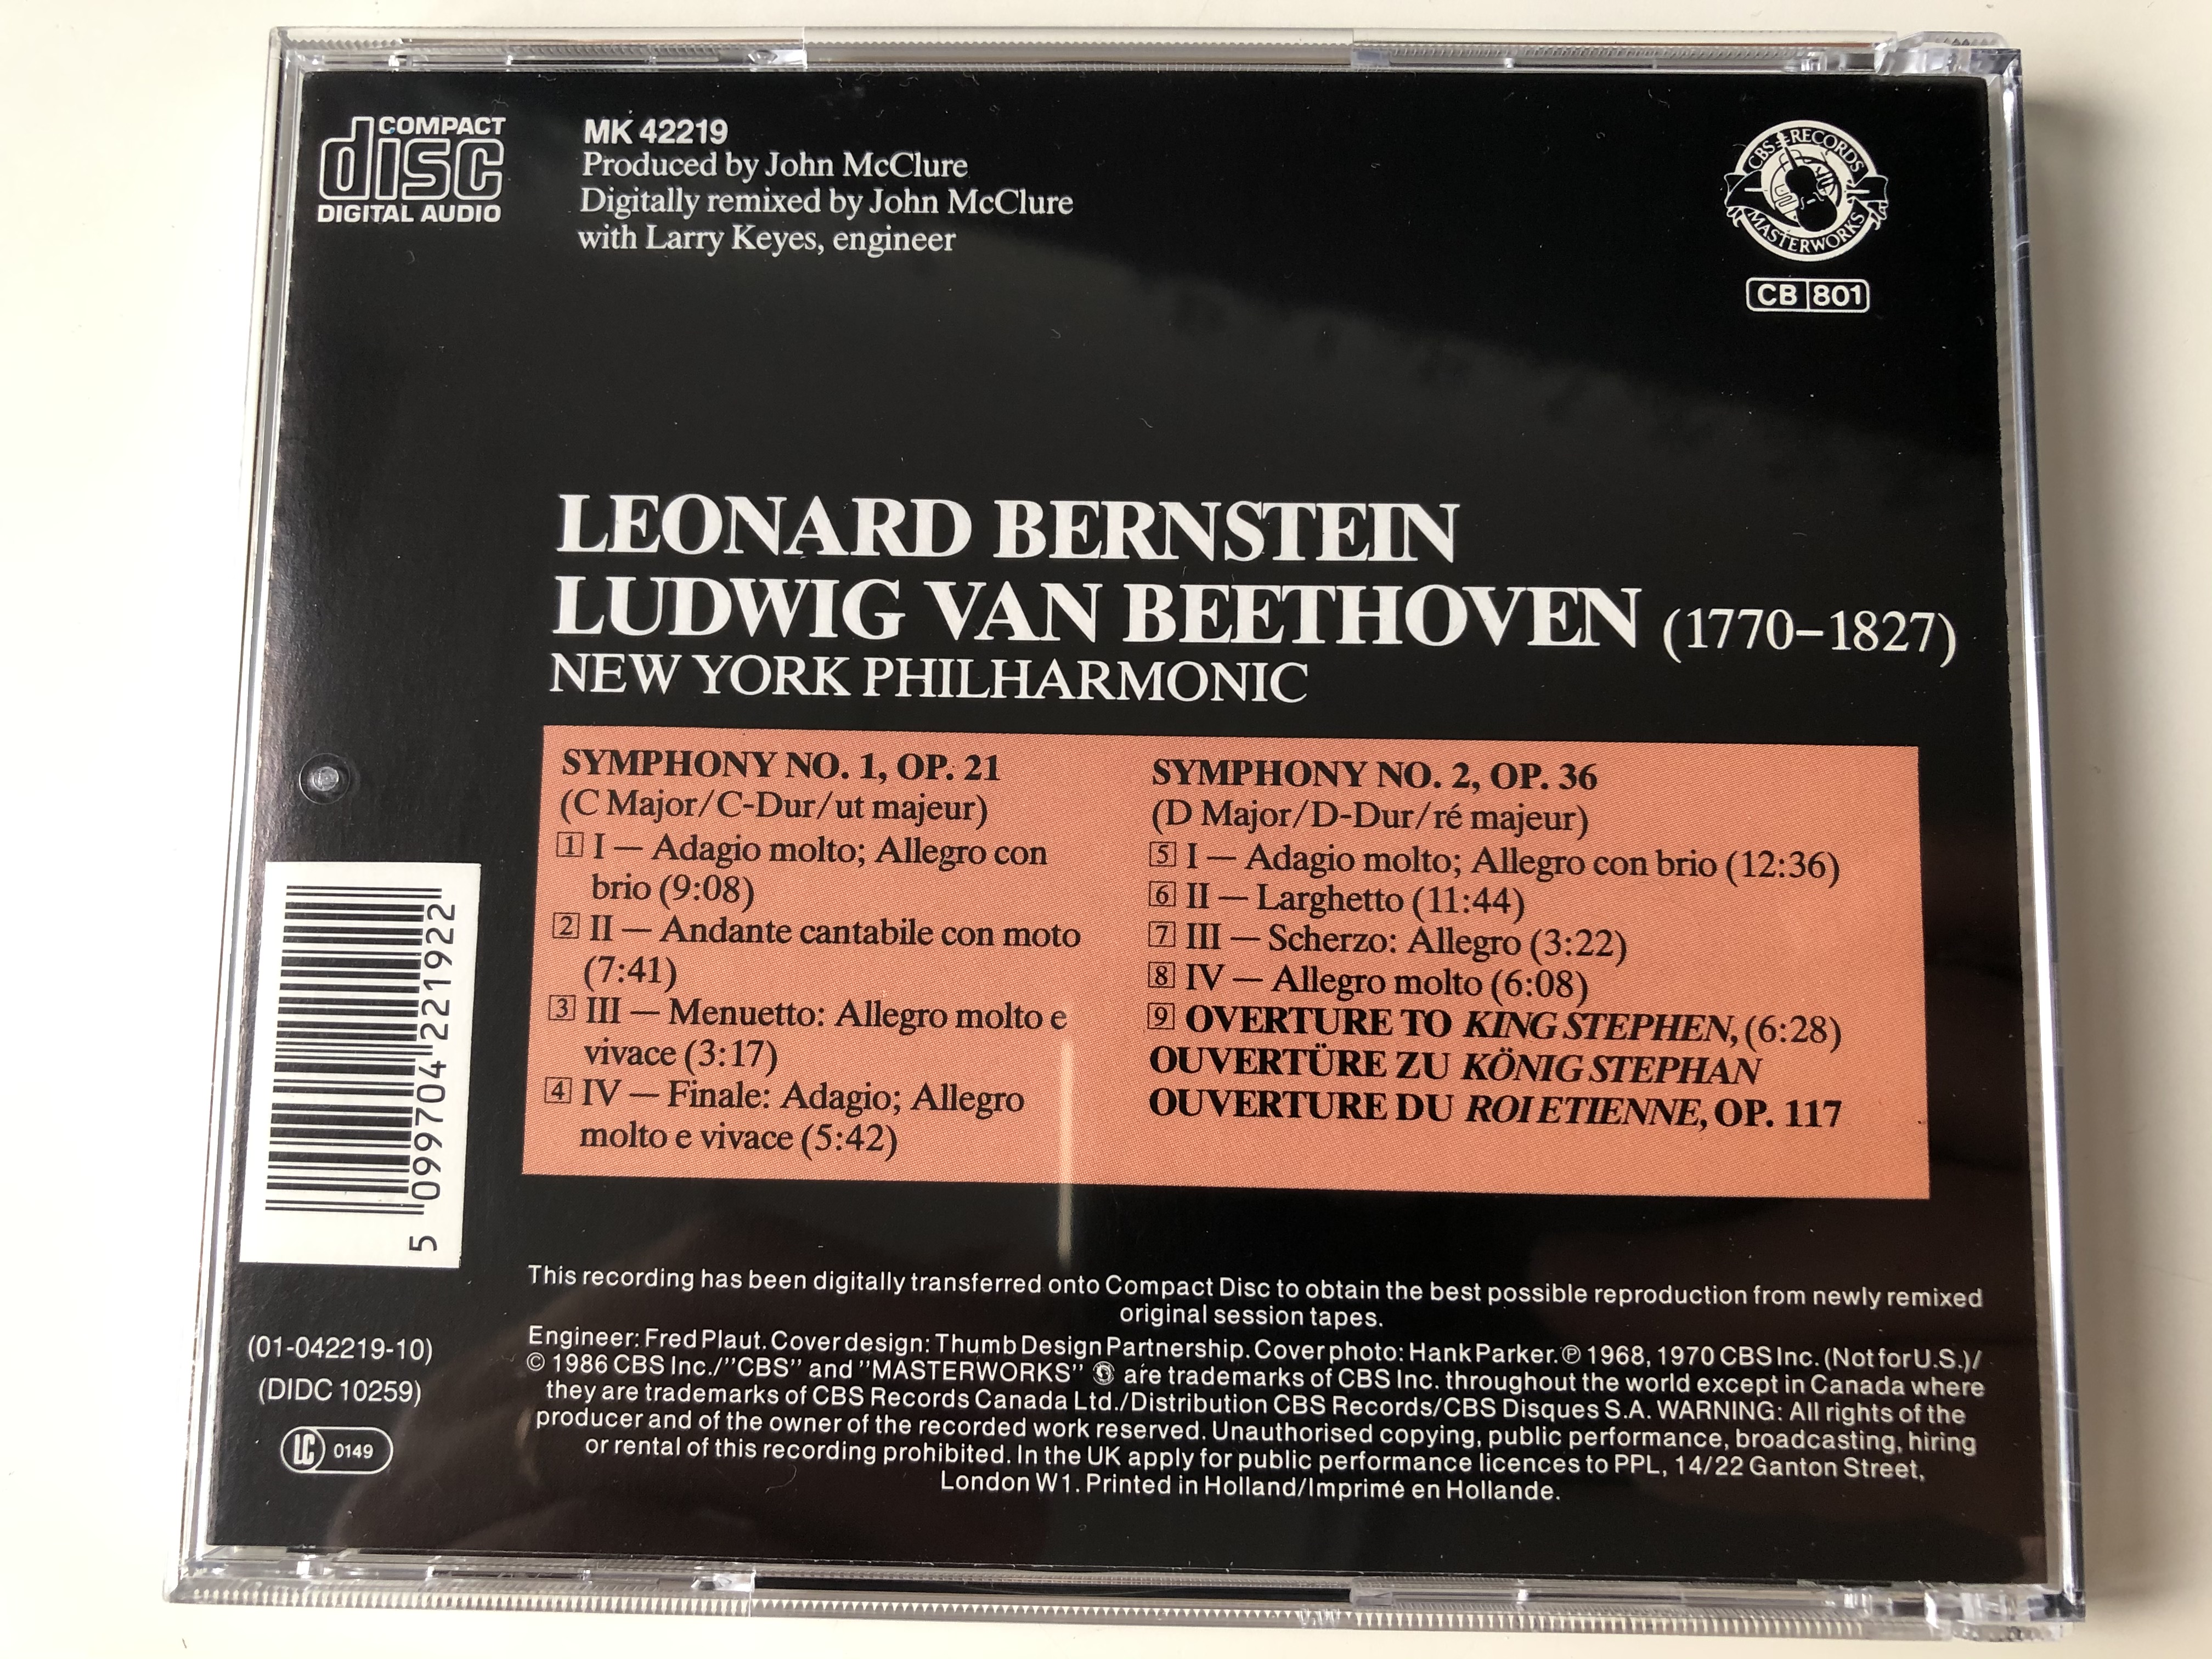 COMPACT
disc
DIGITAL AUDIO
MK 42219
Produced by John McClure
Digitally remixed by John McClure
with Larry Keyes, engineer
CBS RECORDS
MASTERWORKS
CB 801
LEONARD BERNSTEIN
LUDWIG VAN BEETHOVEN (1770–1827)
NEW YORK PHILHARMONIC
SYMPHONY NO. 1, OP. 21
(C Major/C-Dur/ut majeur)
1 I — Adagio molto; Allegro con
brio (9:08)
2 II — Andante cantabile con moto
(7:41)
3 III — Menuetto: Allegro molto e
vivace (3:17)
4 IV — Finale: Adagio; Allegro
molto e vivace (5:42)
SYMPHONY NO. 2, OP. 36
(D Major/D-Dur/ré majeur)
5 I — Adagio molto; Allegro con brio (12:36)
6 II — Larghetto (11:44)
7 III — Scherzo: Allegro (3:22)
8 IV — Allegro molto (6:08)
9 OVERTURE TO KING STEPHEN, (6:28)
OUVERTÜRE ZU KÖNIG STEPHAN
OUVERTURE DU ROI ETIENNE, OP. 117
5 099704 221922
(01-042219-10)
(DIDC 10259)
LC 0149
This recording has been digitally transferred onto Compact Disc to obtain the best possible reproduction from newly remixed
original session tapes.
Engineer: Fred Plaut. Cover design: Thumb Design Partnership. Cover photo: Hank Parker. ℗ 1968, 1970 CBS Inc. (Not for U.S.)/
© 1986 CBS Inc./"CBS" and "MASTERWORKS" are trademarks of CBS Inc. throughout the world except in Canada where
they are trademarks of CBS Records Canada Ltd./Distribution CBS Records/CBS Disques S.A. WARNING: All rights of the
producer and of the owner of the recorded work reserved. Unauthorised copying, public performance, broadcasting, hiring
or rental of this recording prohibited. In the UK apply for public performance licences to PPL, 14/22 Ganton Street,
London W1. Printed in Holland/Imprimé en Hollande.